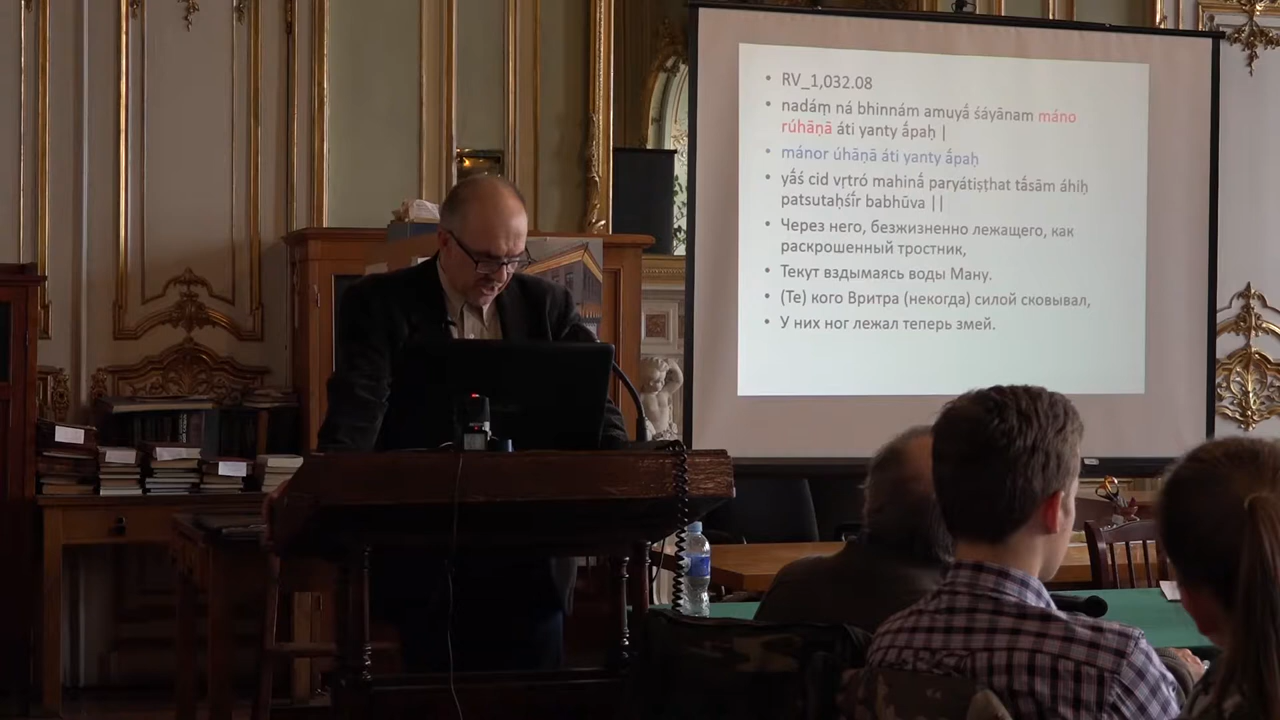 • RV_1,032.08
• nadáṃ ná bhinnám amuyā́ śáyānam máno
rúhāṇā áti yanty ā́paḥ |
• mánor úhāṇā áti yanty ā́paḥ
• yā́ś cid vṛtró mahinā́ paryátiṣṭhat tā́sām áhiḥ
patsutaḥśī́r babhūva ||
• Через него, безжизненно лежащего, как
раскрошенный тростник,
• Текут вздымаясь воды Ману.
• (Те) кого Вритра (некогда) силой сковывал,
• У них ног лежал теперь змей.